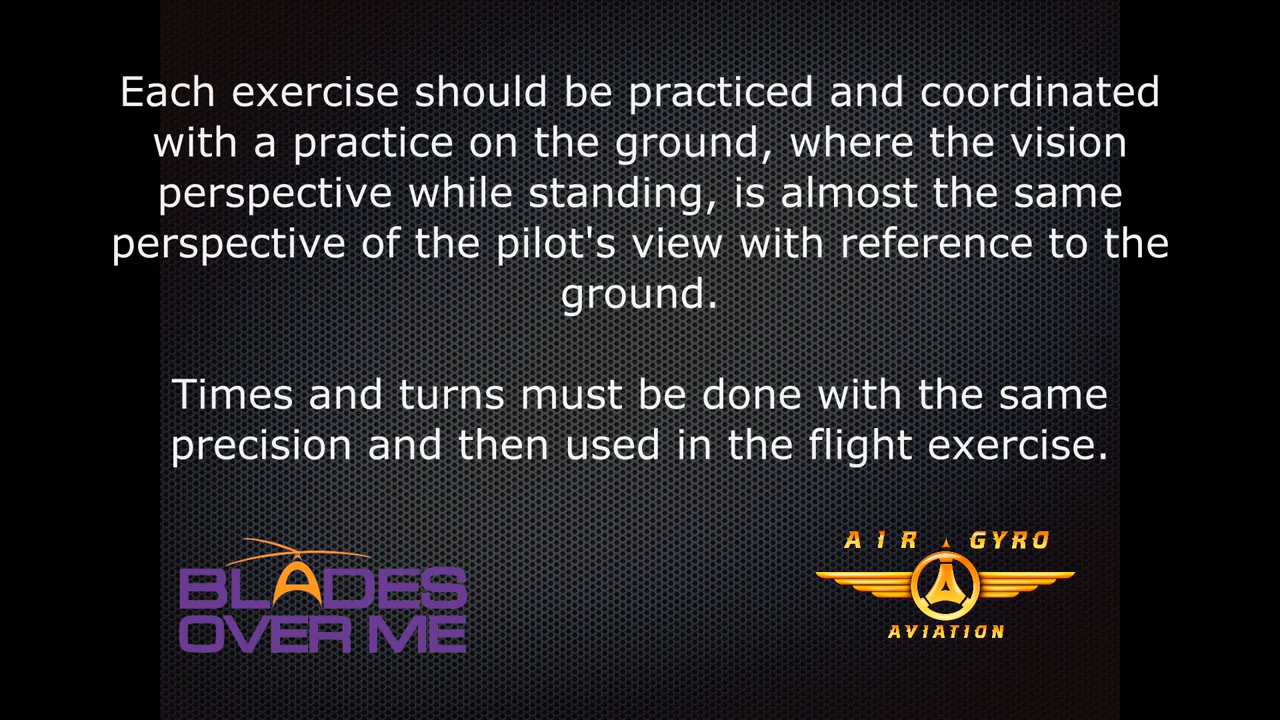 Each exercise should be practiced and coordinated
with a practice on the ground, where the vision
perspective while standing, is almost the same
perspective of the pilot's view with reference to the
ground.
Times and turns must be done with the same
precision and then used in the flight exercise.
BLADES
OVER ME
AIR GYRO
AVIATION